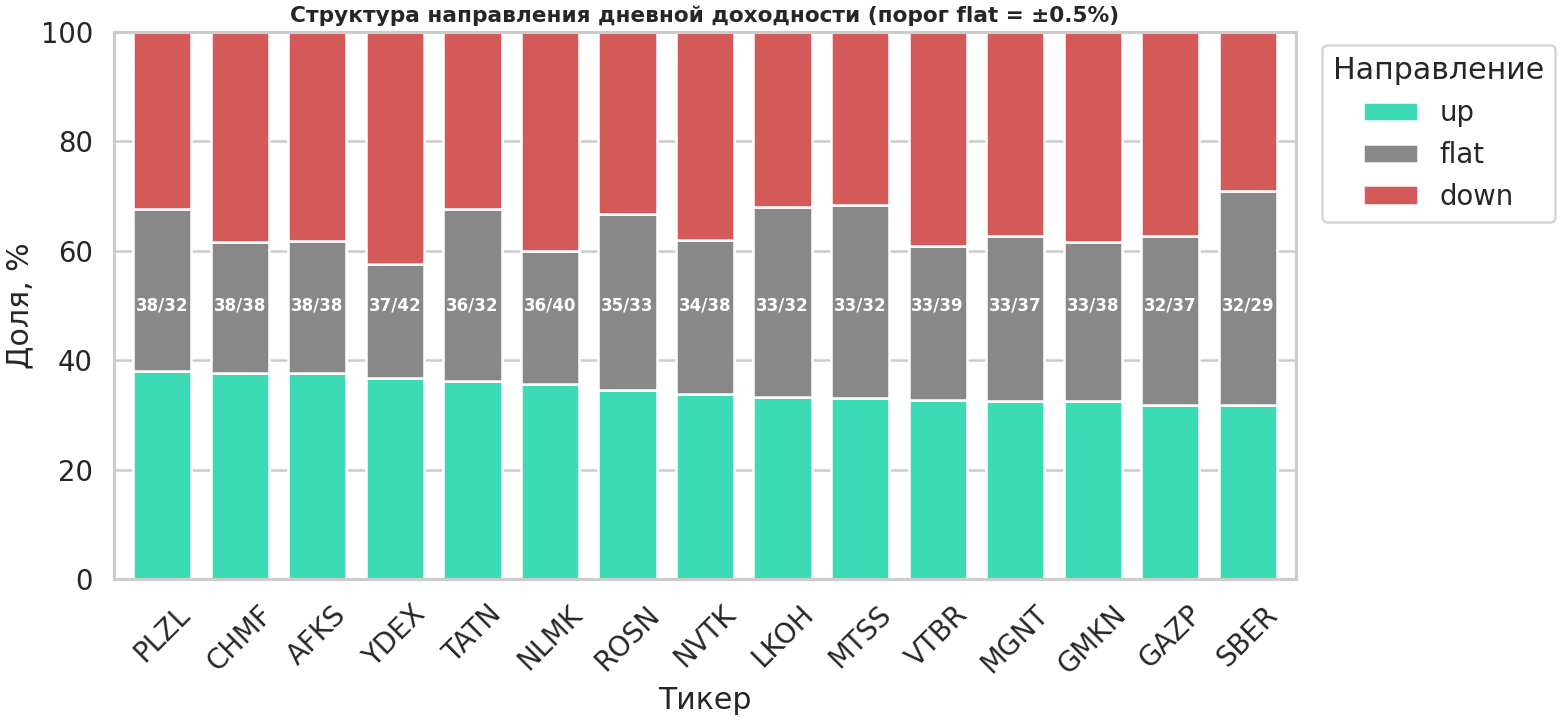 Структура направления дневной доходности (порог flat = ±0.5%)
100
80
60
40
20
0
Доля, %
38/32 38/38 38/38 37/42 36/32 36/40 35/33 34/38 33/32 33/32 33/39 33/37 33/38 32/37 32/29
PLZL CHMF AFKS YDEX TATN NLMK ROSN NVTK LKOH MTSS VTBR MGNT GMKN GAZP SBER
Тикер
Направление
up
flat
down